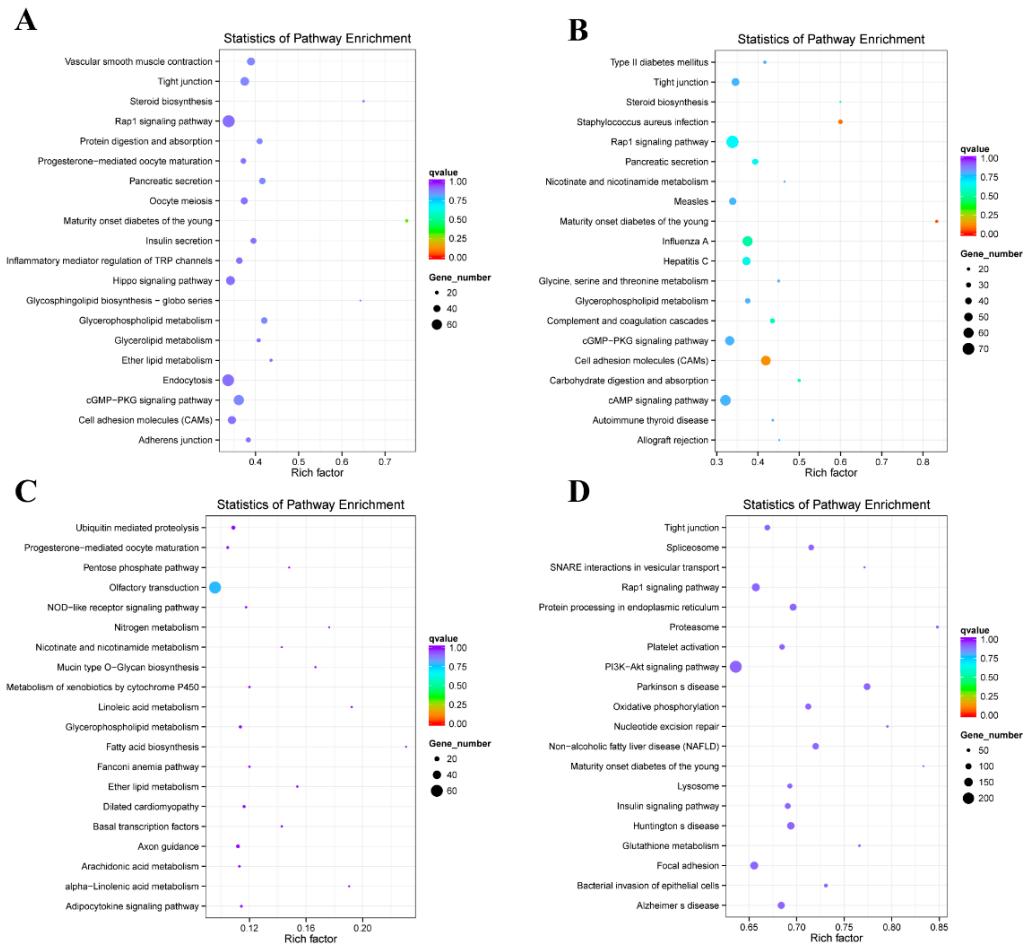 A
Statistics of Pathway Enrichment
Vascular smooth muscle contraction
Tight junction
Steroid biosynthesis
Rap1 signaling pathway
Protein digestion and absorption
Progesterone−mediated oocyte maturation
Pancreatic secretion
Oocyte meiosis
Maturity onset diabetes of the young
Insulin secretion
Inflammatory mediator regulation of TRP channels
Hippo signaling pathway
Glycosphingolipid biosynthesis − globo series
Glycerophospholipid metabolism
Glycerolipid metabolism
Ether lipid metabolism
Endocytosis
cGMP−PKG signaling pathway
Cell adhesion molecules (CAMs)
Adherens junction
0.4 0.5 0.6 0.7
Rich factor
qvalue
1.00
0.75
0.50
0.25
0.00
Gene_number
20
40
60
B
Statistics of Pathway Enrichment
Type II diabetes mellitus
Tight junction
Steroid biosynthesis
Staphylococcus aureus infection
Rap1 signaling pathway
Pancreatic secretion
Nicotinate and nicotinamide metabolism
Measles
Maturity onset diabetes of the young
Influenza A
Hepatitis C
Glycine, serine and threonine metabolism
Glycerophospholipid metabolism
Complement and coagulation cascades
cGMP−PKG signaling pathway
Cell adhesion molecules (CAMs)
Carbohydrate digestion and absorption
cAMP signaling pathway
Autoimmune thyroid disease
Allograft rejection
0.3 0.4 0.5 0.6 0.7 0.8
Rich factor
qvalue
1.00
0.75
0.50
0.25
0.00
Gene_number
20
30
40
50
60
70
C
Statistics of Pathway Enrichment
Ubiquitin mediated proteolysis
Progesterone−mediated oocyte maturation
Pentose phosphate pathway
Olfactory transduction
NOD−like receptor signaling pathway
Nitrogen metabolism
Nicotinate and nicotinamide metabolism
Mucin type O−Glycan biosynthesis
Metabolism of xenobiotics by cytochrome P450
Linoleic acid metabolism
Glycerophospholipid metabolism
Fatty acid biosynthesis
Fanconi anemia pathway
Ether lipid metabolism
Dilated cardiomyopathy
Basal transcription factors
Axon guidance
Arachidonic acid metabolism
alpha−Linolenic acid metabolism
Adipocytokine signaling pathway
0.12 0.16 0.20
Rich factor
qvalue
1.00
0.75
0.50
0.25
0.00
Gene_number
20
40
60
D
Statistics of Pathway Enrichment
Tight junction
Spliceosome
SNARE interactions in vesicular transport
Rap1 signaling pathway
Protein processing in endoplasmic reticulum
Proteasome
Platelet activation
PI3K−Akt signaling pathway
Parkinson s disease
Oxidative phosphorylation
Nucleotide excision repair
Non−alcoholic fatty liver disease (NAFLD)
Maturity onset diabetes of the young
Lysosome
Insulin signaling pathway
Huntington s disease
Glutathione metabolism
Focal adhesion
Bacterial invasion of epithelial cells
Alzheimer s disease
0.65 0.70 0.75 0.80 0.85
Rich factor
qvalue
1.00
0.75
0.50
0.25
0.00
Gene_number
50
100
150
200